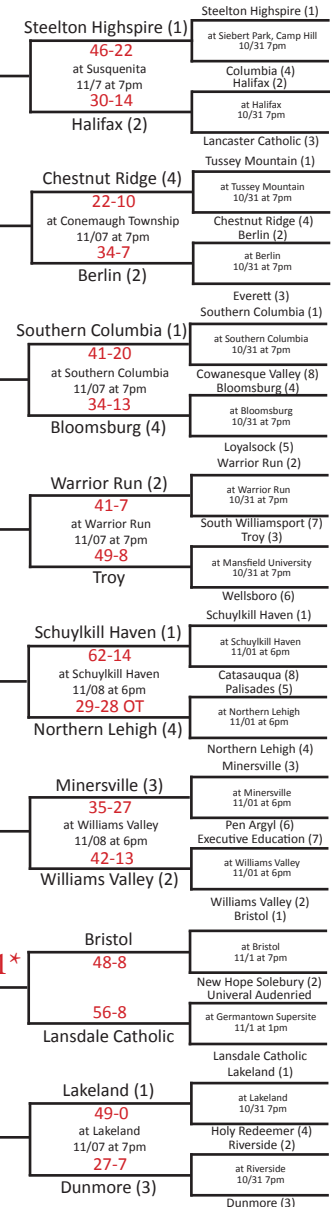 Steelton Highspire (1)
Steelton Highspire (1)
46-22
at Siebert Park, Camp Hill
10/31 at 7pm
at Susquenita
11/7 at 7pm
Columbia (4)
Halifax (2)
30-14
Halifax (2)
at Halifax
10/31 7pm
Lancaster Catholic (3)
Tussey Mountain (1)
Chestnut Ridge (4)
22-10
at Tussey Mountain
10/31 at 7pm
at Conemaugh Township
11/07 at 7pm
Chestnut Ridge (4)
Berlin (2)
34-7
Berlin (2)
at Berlin
10/31 at 7pm
Everett (3)
Southern Columbia (1)
Southern Columbia (1)
41-20
at Southern Columbia
10/31 at 7pm
at Southern Columbia
11/07 at 7pm
Cowanesque Valley (8)
Bloomsburg (4)
34-13
Bloomsburg (4)
at Bloomsburg
10/31 at 7pm
Loyalsock (5)
Warrior Run (2)
Warrior Run (2)
41-7
at Warrior Run
10/31 at 7pm
at Warrior Run
11/07 at 7pm
South Williamsport (7)
Troy (3)
49-8
Troy
at Mansfield University
10/31 at 7pm
Wellsboro (6)
Schuylkill Haven (1)
Schuylkill Haven (1)
62-14
at Schuylkill Haven
11/01 at 6pm
at Schuylkill Haven
11/08 at 6pm
Catasauqua (8)
Palisades (5)
29-28 OT
Northern Lehigh (4)
at Northern Lehigh
11/01 at 6pm
Northern Lehigh (4)
Minersville (3)
Minersville (3)
35-27
at Minersville
11/01 at 6pm
at Williams Valley
11/08 at 6pm
Pen Argyl (6)
Executive Education (7)
42-13
Williams Valley (2)
at Williams Valley
11/01 at 6pm
Williams Valley (2)
Bristol (1)
Bristol
48-8
at Bristol
11/1 at 7pm
1*
New Hope Solebury (2)
Univeral Audenried
56-8
Lansdale Catholic
at Germantown Supersite
11/1 at 1pm
Lansdale Catholic
Lakeland (1)
Lakeland (1)
49-0
at Lakeland
10/31 7pm
at Lakeland
11/07 at 7pm
Holy Redeemer (4)
Riverside (2)
27-7
Dunmore (3)
at Riverside
10/31 7pm
Dunmore (3)